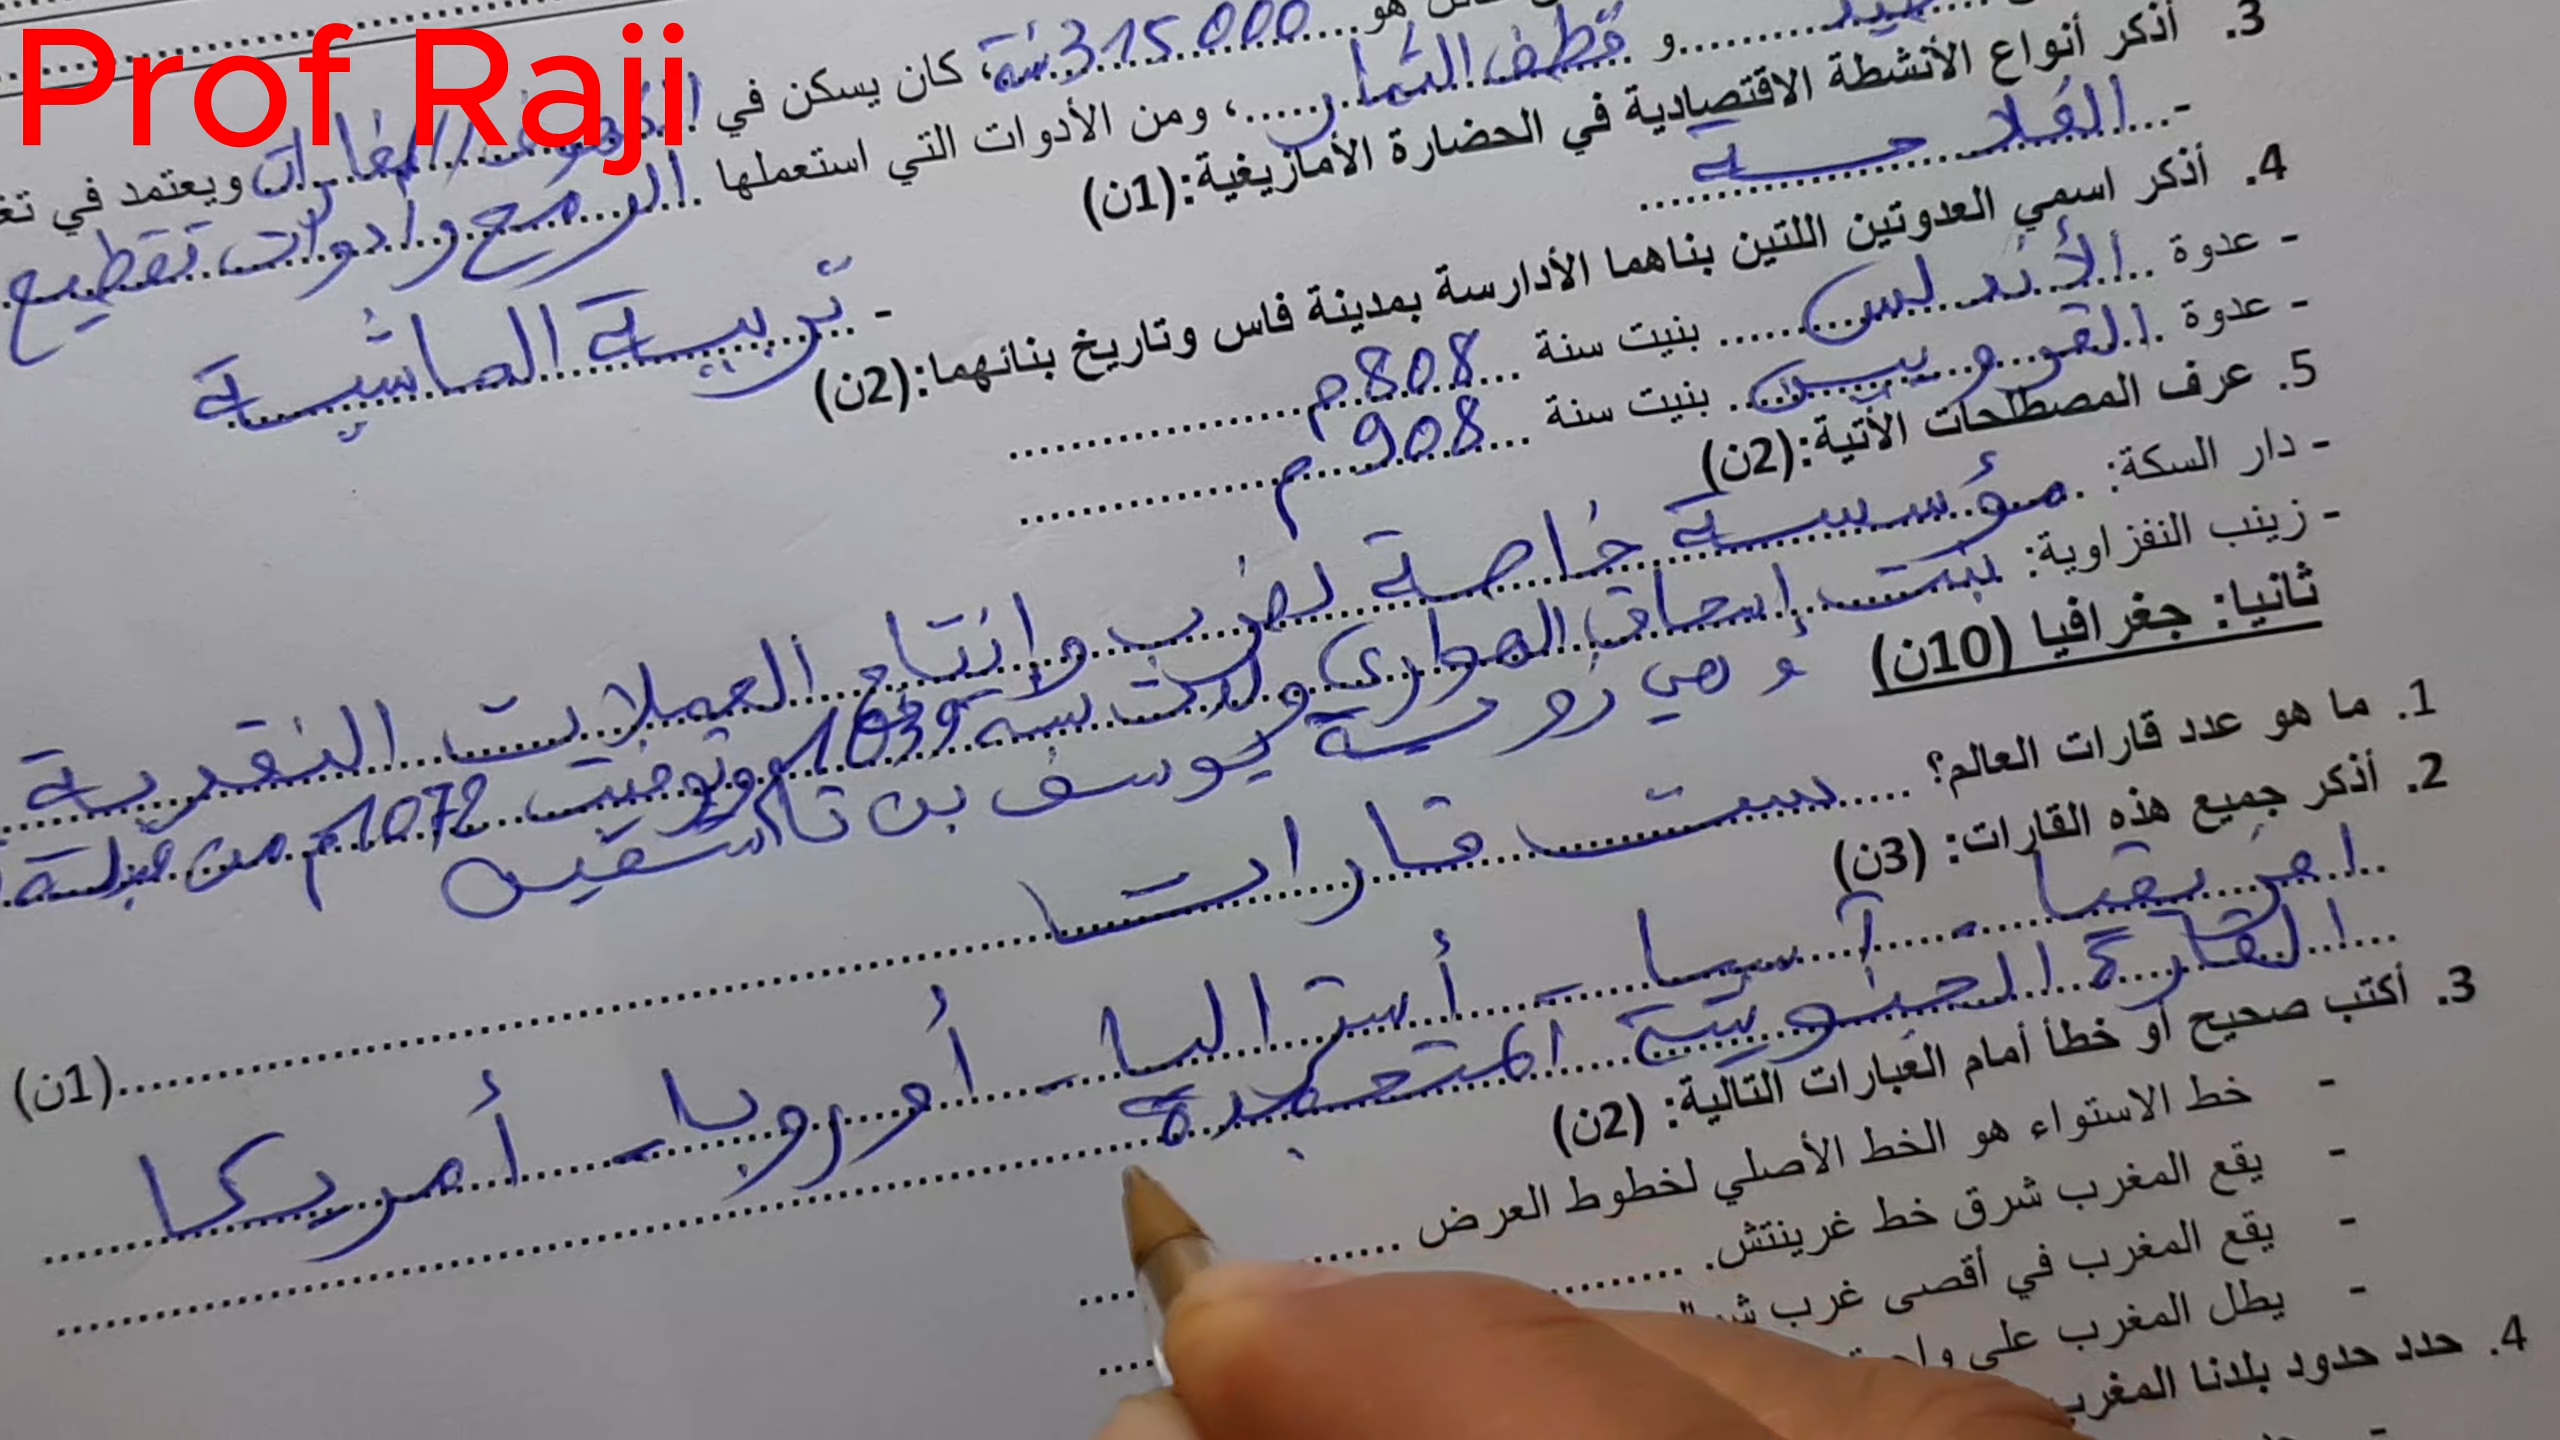 Prof Raji
هو 315.000 سنة، كان يسكن في الكهوف / المغارات ويعتمد في
و قطف الثمار، ومن الأدوات التي استعملها الرمح وأدوات تقطيع
3. أذكر أنواع الأنشطة الاقتصادية في الحضارة الأمازيغية:(1ن)
- الفلاحة - تربية الماشية
4. أذكر اسمي العدوتين اللتين بناهما الأدارسة بمدينة فاس وتاريخ بنائهما:(2ن)
- عدوة الأندلس بنيت سنة 808م
- عدوة القرويين بنيت سنة 908م
5. عرف المصطلحات الآتية:(2ن)
- دار السكة: مؤسسة خاصة لضرب وإنتاج العملات النقدية
- زينب النفزاوية: بنت إسحاق الهواري ولدت سنة 1039م وتوفيت 1072م من قبيلة
وهي زوجة يوسف بن تاشفين
ثانيا: جغرافيا (10ن)
1. ما هو عدد قارات العالم؟ ست قارات (1ن)
2. أذكر جميع هذه القارات: (3ن)
افريقيا - آسيا - أستراليا - أوروبا - أمريكا
القارة الجنوبية المتجمدة
3. أكتب صحيح أو خطأ أمام العبارات التالية: (2ن)
- خط الاستواء هو الخط الأصلي لخطوط العرض
- يقع المغرب شرق خط غرينتش.
- يقع المغرب في أقصى غرب
- يطل المغرب على
4. حدد حدود بلدنا المغرب